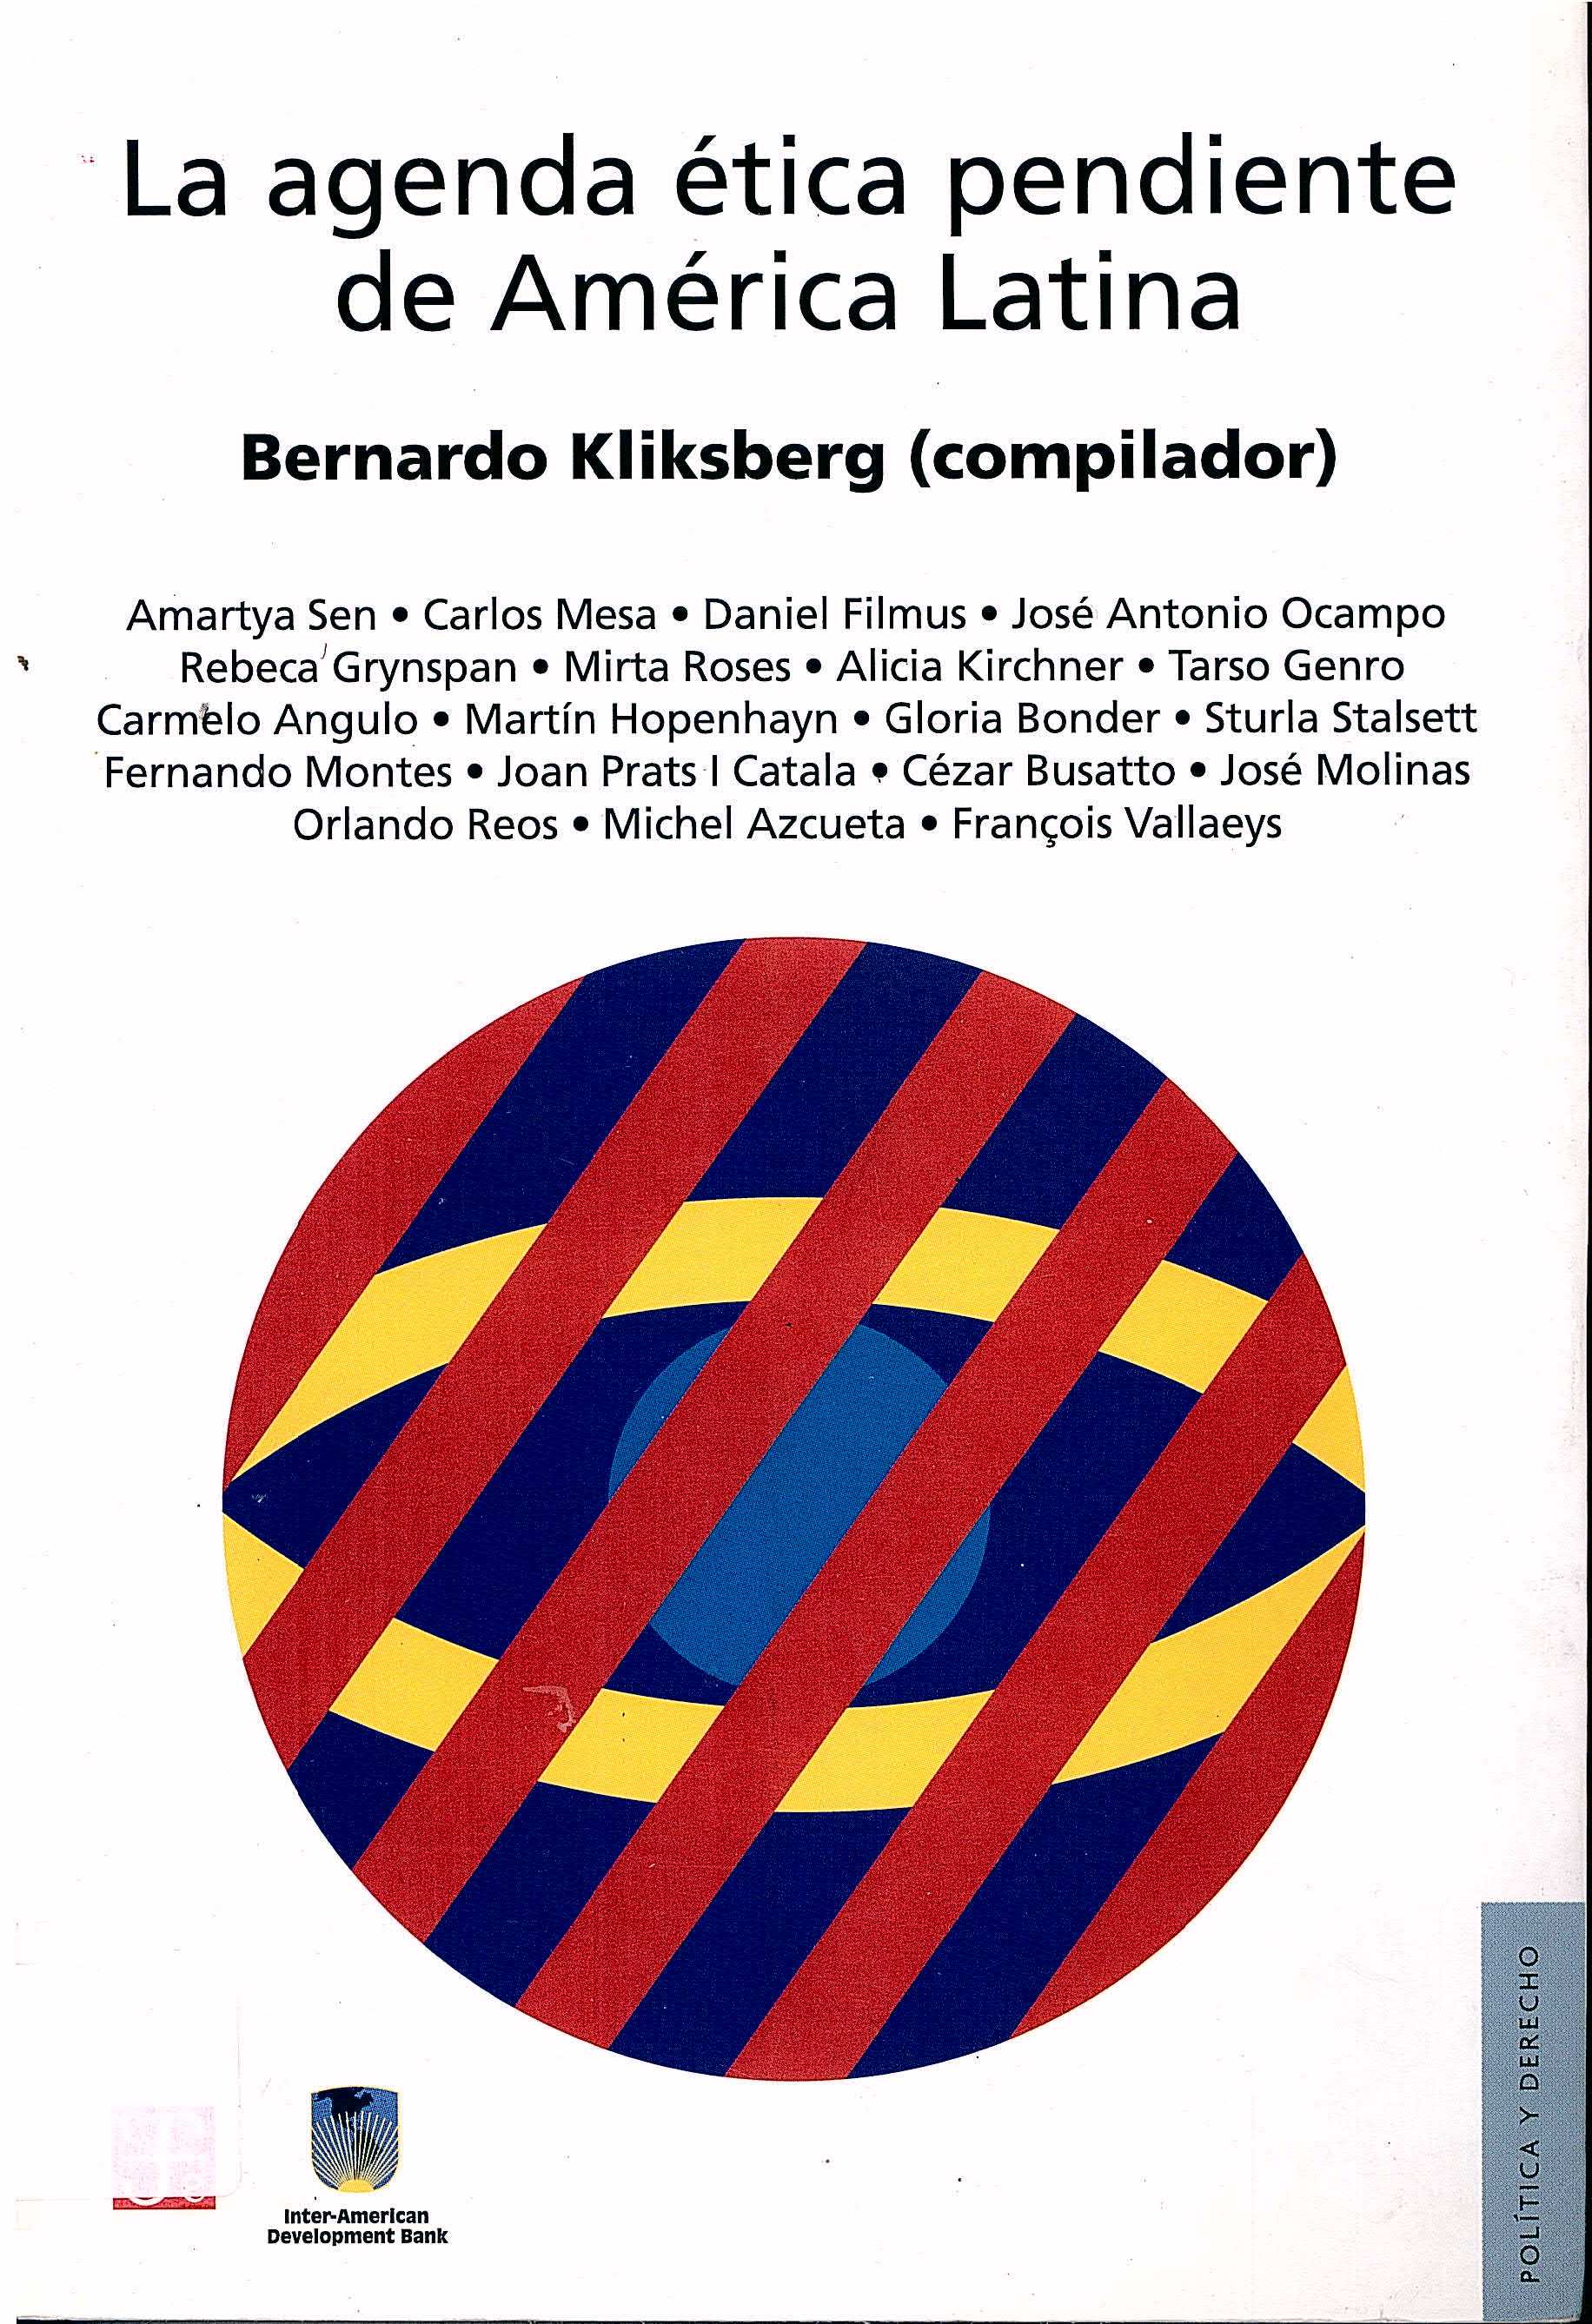 La agenda ética pendiente
de América Latina
Bernardo Kliksberg (compilador)
Amartya Sen • Carlos Mesa • Daniel Filmus • José Antonio Ocampo
Rebeca Grynspan • Mirta Roses • Alicia Kirchner • Tarso Genro
Carmelo Angulo • Martín Hopenhayn • Gloria Bonder • Sturla Stalsett
Fernando Montes • Joan Prats I Catala • Cézar Busatto • José Molinas
Orlando Reos • Michel Azcueta • François Vallaeys
Inter-American
Development Bank
POLÍTICA Y DERECHO